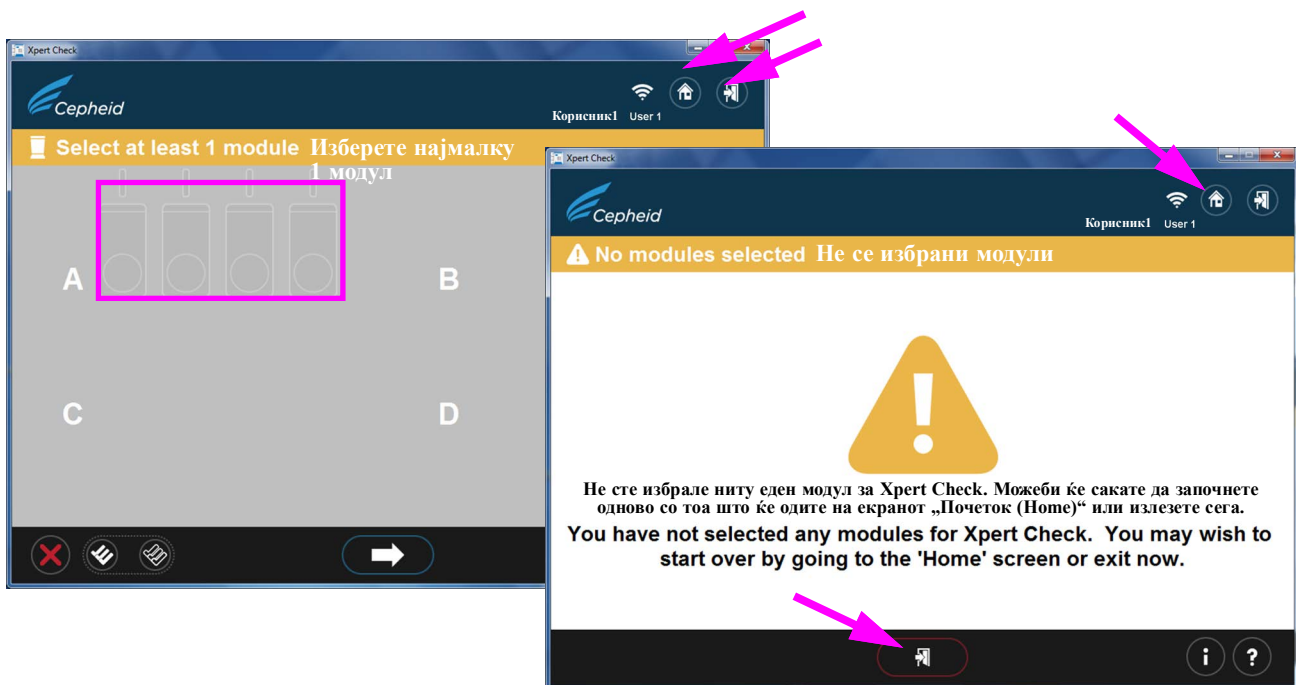 Xpert Check
Cepheid
Корисник1 User 1
Select at least 1 module Изберете најмалку
1 модул
A
B
C
D
Xpert Check
Cepheid
Корисник1 User 1
No modules selected Не се избрани модули
!
Не сте избрале ниту еден модул за Xpert Check. Можеби ќе сакате да започнете
одново со тоа што ќе одите на екранот „Почеток (Home)“ или излезете сега.
You have not selected any modules for Xpert Check. You may wish to
start over by going to the 'Home' screen or exit now.
i ?